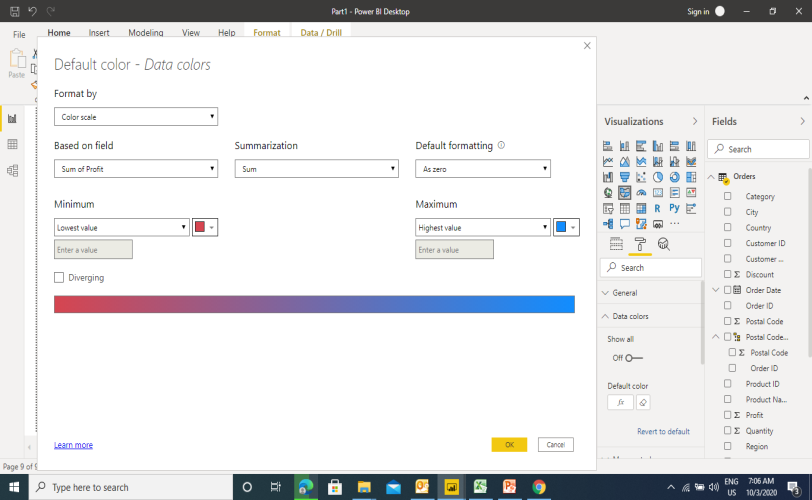 Part1 - Power BI Desktop
Sign in
File
Home
Insert
Modeling
View
Help
Format
Data / Drill
Paste
Default color - Data colors
Format by
Color scale
Based on field
Summarization
Default formatting
Sum of Profit
Sum
As zero
Minimum
Maximum
Lowest value
Highest value
Enter a value
Enter a value
Diverging
Learn more
OK
Cancel
Visualizations
R
Py
Search
General
Data colors
Show all
Off
Default color
fx
Revert to default
Fields
Search
Orders
Category
City
Country
Customer ID
Customer ...
Σ Discount
Order Date
Order ID
Σ Postal Code
Postal Code...
Σ Postal Code
Order ID
Product ID
Product Na...
Σ Profit
Σ Quantity
Region
Page 9 of 9
Type here to search
ENG
US
7:06 AM
10/3/2020